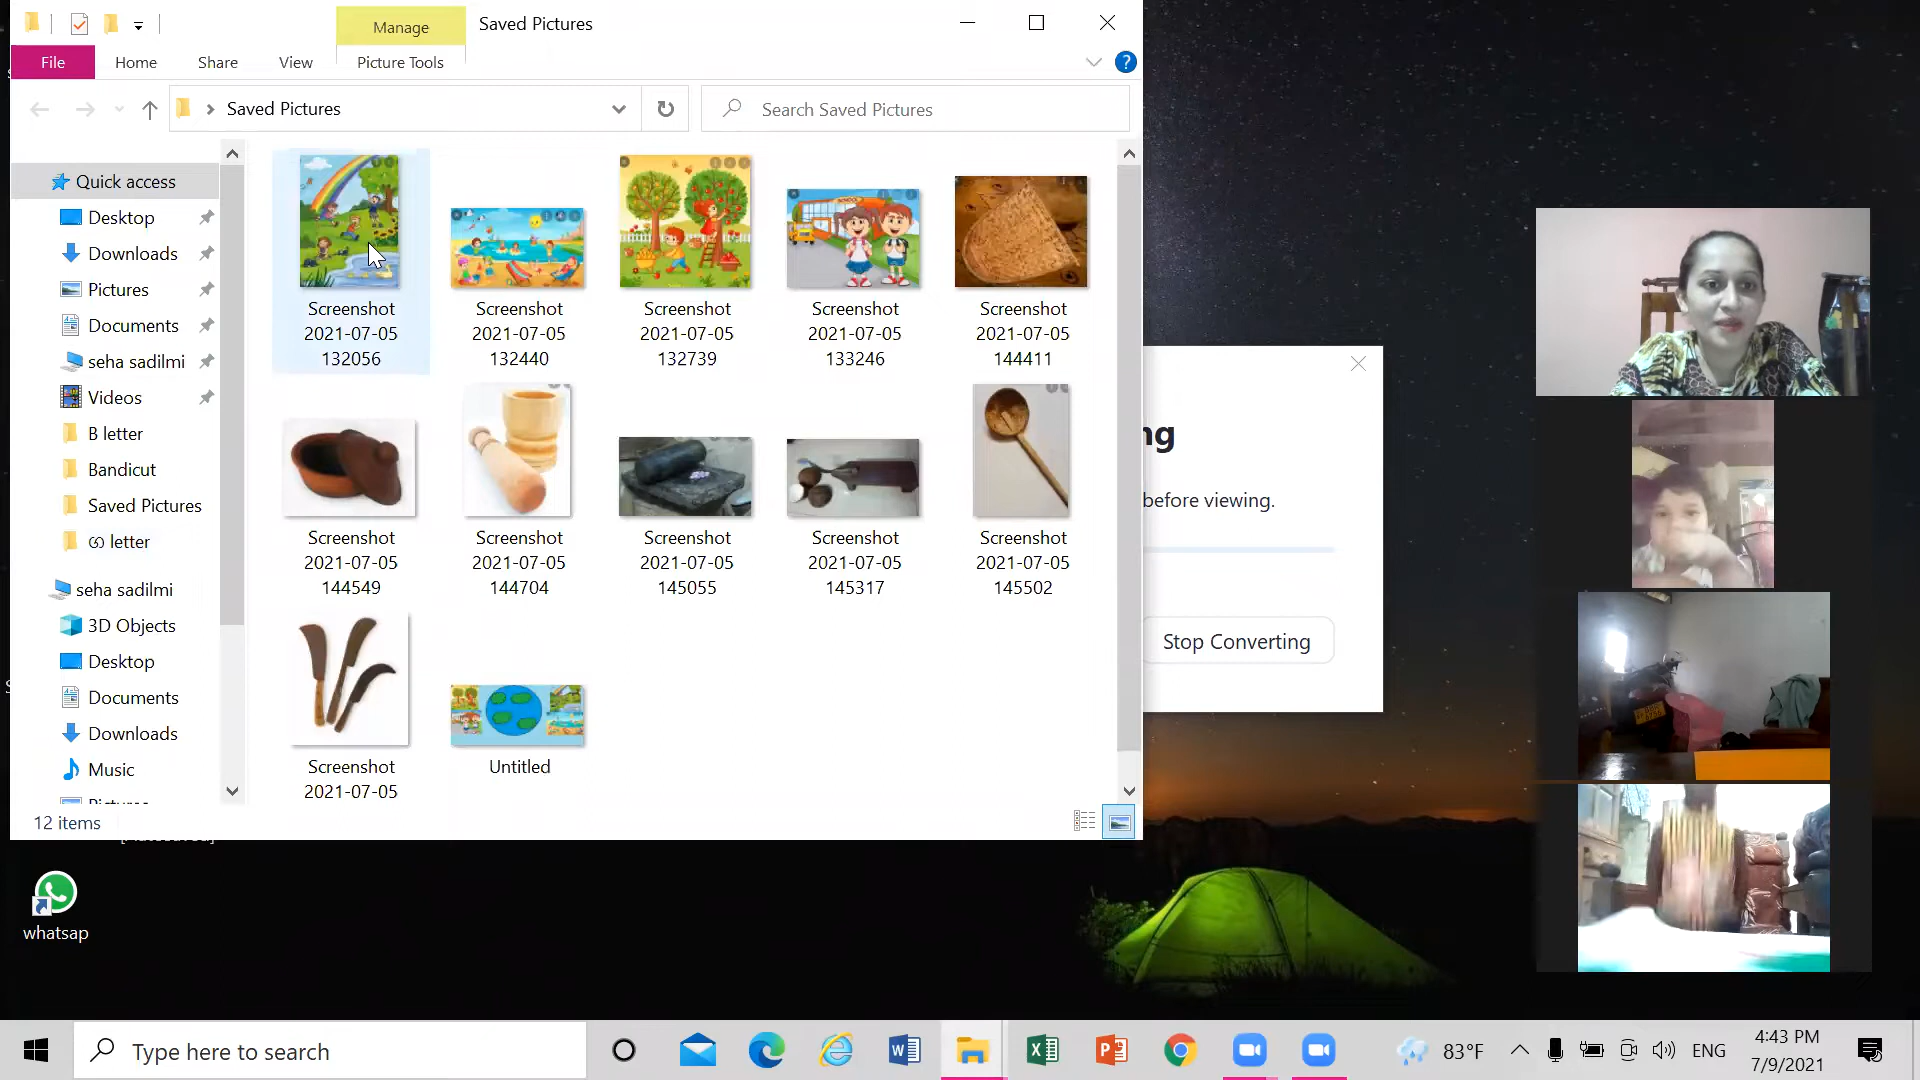 Manage
Saved Pictures
File
Home
Share
View
Picture Tools
Saved Pictures
Search Saved Pictures
Quick access
Desktop
Downloads
Pictures
Documents
seha sadilmi
Videos
B letter
Bandicut
Saved Pictures
ගෝ letter
seha sadilmi
3D Objects
Desktop
Documents
Downloads
Music
Pictures
12 items
Screenshot
2021-07-05
132056
Screenshot
2021-07-05
132440
Screenshot
2021-07-05
132739
Screenshot
2021-07-05
133246
Screenshot
2021-07-05
144411
Screenshot
2021-07-05
144549
Screenshot
2021-07-05
144704
Screenshot
2021-07-05
145055
Screenshot
2021-07-05
145317
Screenshot
2021-07-05
145502
Screenshot
2021-07-05
Untitled
before viewing.
Stop Converting
whatsap
Type here to search
83°F
ENG
4:43 PM
7/9/2021